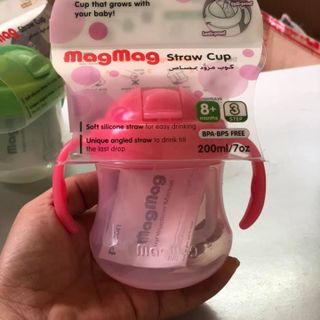 Cup that grows with
your baby!
MagMag Straw Cup
كوب مزود بمصاص
8+
months
3
STEP
Soft silicone straw for easy drinking
Unique angled straw to drink till
the last drop
BPA-BPS FREE
200ml/7oz
MagMag